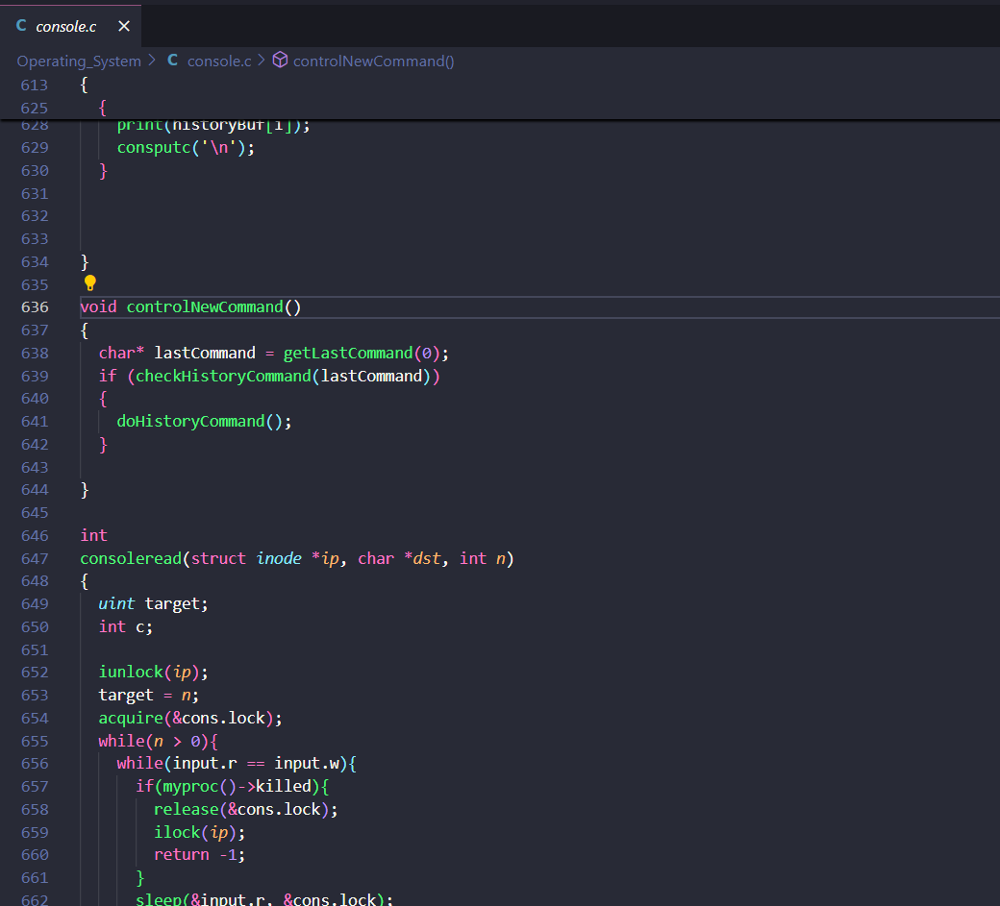 C console.c ×
Operating_System > C console.c > controlNewCommand()
613 {
625 {
628 print(historyBuf[i]);
629 consputc('\n');
630 }
631
632
633
634 }
635
636 void controlNewCommand()
637 {
638 char* lastCommand = getLastCommand(0);
639 if (checkHistoryCommand(lastCommand))
640 {
641 doHistoryCommand();
642 }
643
644 }
645
646 int
647 consoleread(struct inode *ip, char *dst, int n)
648 {
649 uint target;
650 int c;
651
652 iunlock(ip);
653 target = n;
654 acquire(&cons.lock);
655 while(n > 0){
656 while(input.r == input.w){
657 if(myproc()->killed){
658 release(&cons.lock);
659 ilock(ip);
660 return -1;
661 }
662 sleep(&input.r, &cons.lock);